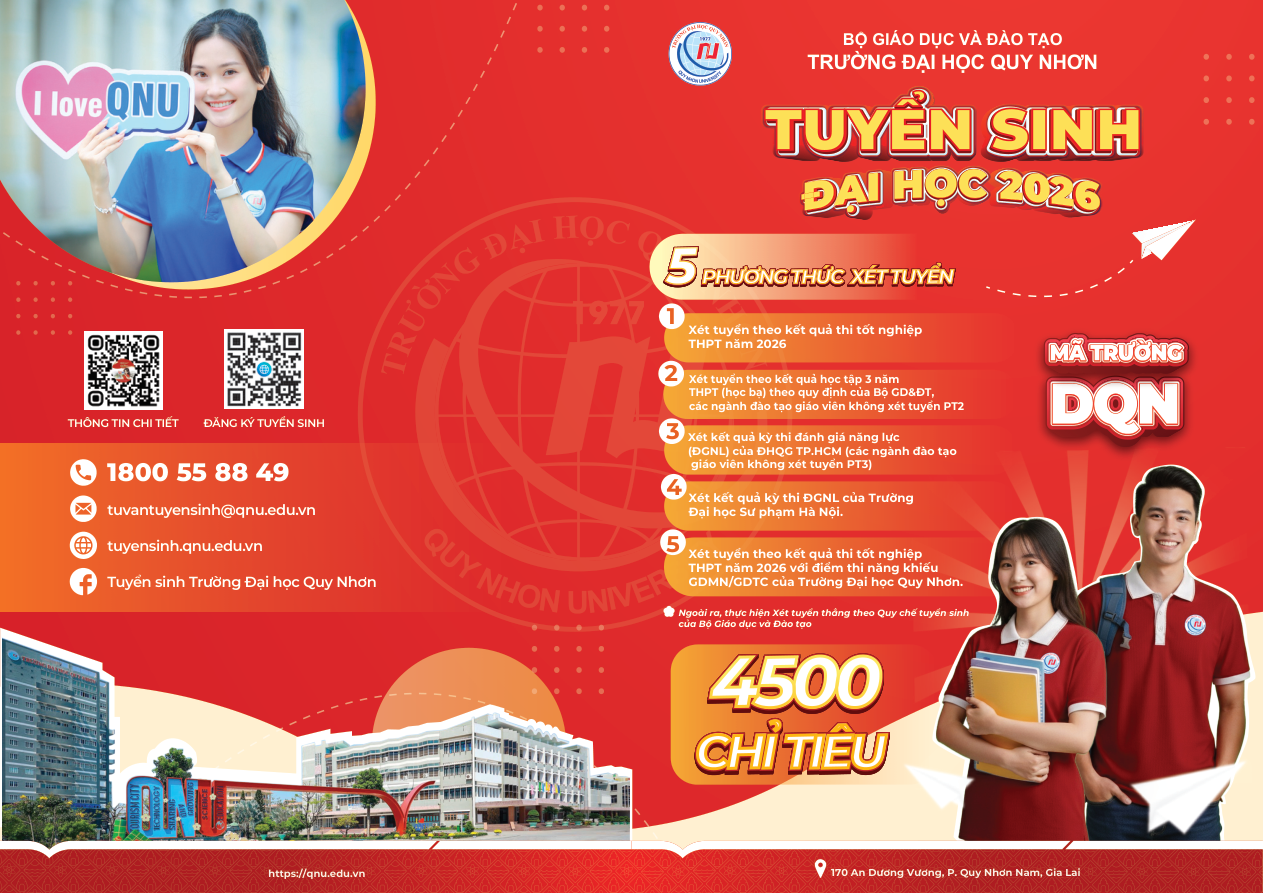 I love QNU
THÔNG TIN CHI TIẾT
ĐĂNG KÝ TUYỂN SINH
1800 55 88 49
tuvantuyensinh@qnu.edu.vn
tuyensinh.qnu.edu.vn
Tuyển sinh Trường Đại học Quy Nhơn
https://qnu.edu.vn
TRƯỜNG ĐẠI HỌC QUY NHƠN
1977
QUY NHON UNIVERSITY
BỘ GIÁO DỤC VÀ ĐÀO TẠO
TRƯỜNG ĐẠI HỌC QUY NHƠN
TUYỂN SINH
ĐẠI HỌC 2026
5 PHƯƠNG THỨC XÉT TUYỂN
1
Xét tuyển theo kết quả thi tốt nghiệp
THPT năm 2026
2
Xét tuyển theo kết quả học tập 3 năm
THPT (học bạ) theo quy định của Bộ GD&ĐT,
các ngành đào tạo giáo viên không xét tuyển PT2
3
Xét kết quả kỳ thi đánh giá năng lực
(ĐGNL) của ĐHQG TP.HCM (các ngành đào tạo
giáo viên không xét tuyển PT3)
4
Xét kết quả kỳ thi ĐGNL của Trường
Đại học Sư phạm Hà Nội.
5
Xét tuyển theo kết quả thi tốt nghiệp
THPT năm 2026 với điểm thi năng khiếu
GDMN/GDTC của Trường Đại học Quy Nhơn.
Ngoài ra, thực hiện Xét tuyển thẳng theo Quy chế tuyển sinh
của Bộ Giáo dục và Đào tạo
MÃ TRƯỜNG
DQN
4500
CHỈ TIÊU
170 An Dương Vương, P. Quy Nhơn Nam, Gia Lai